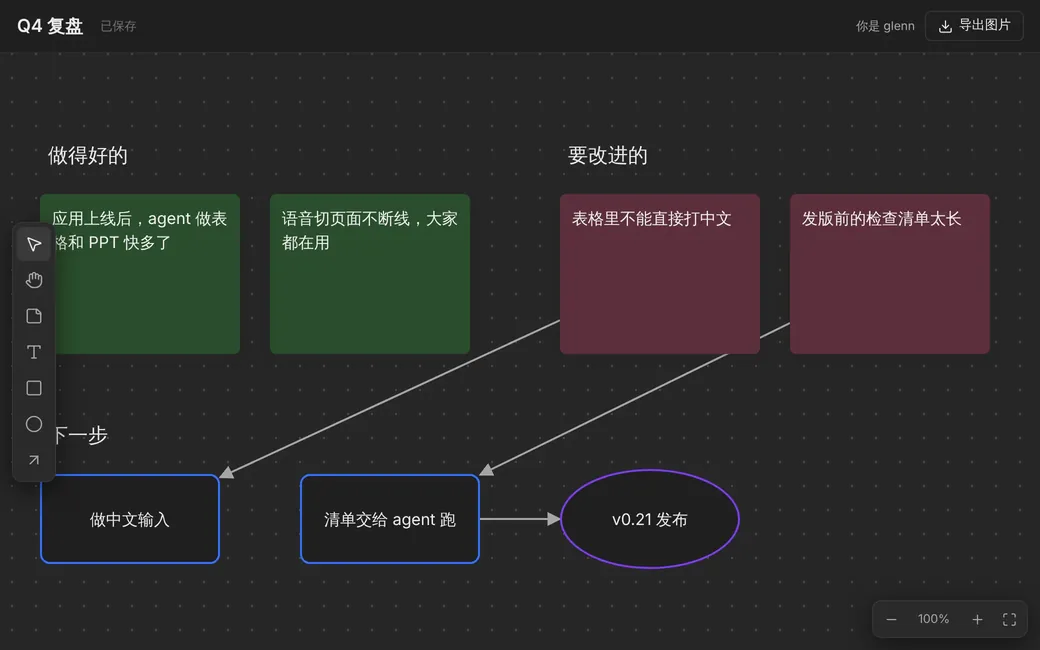 Q4 复盘 已保存 你是 glenn 导出图片
做得好的
要改进的
应用上线后，agent 做表
格和 PPT 快多了
语音切页面不断线，大家
都在用
表格里不能直接打中文
发版前的检查清单太长
下一步
做中文输入
清单交给 agent 跑
v0.21 发布
100%